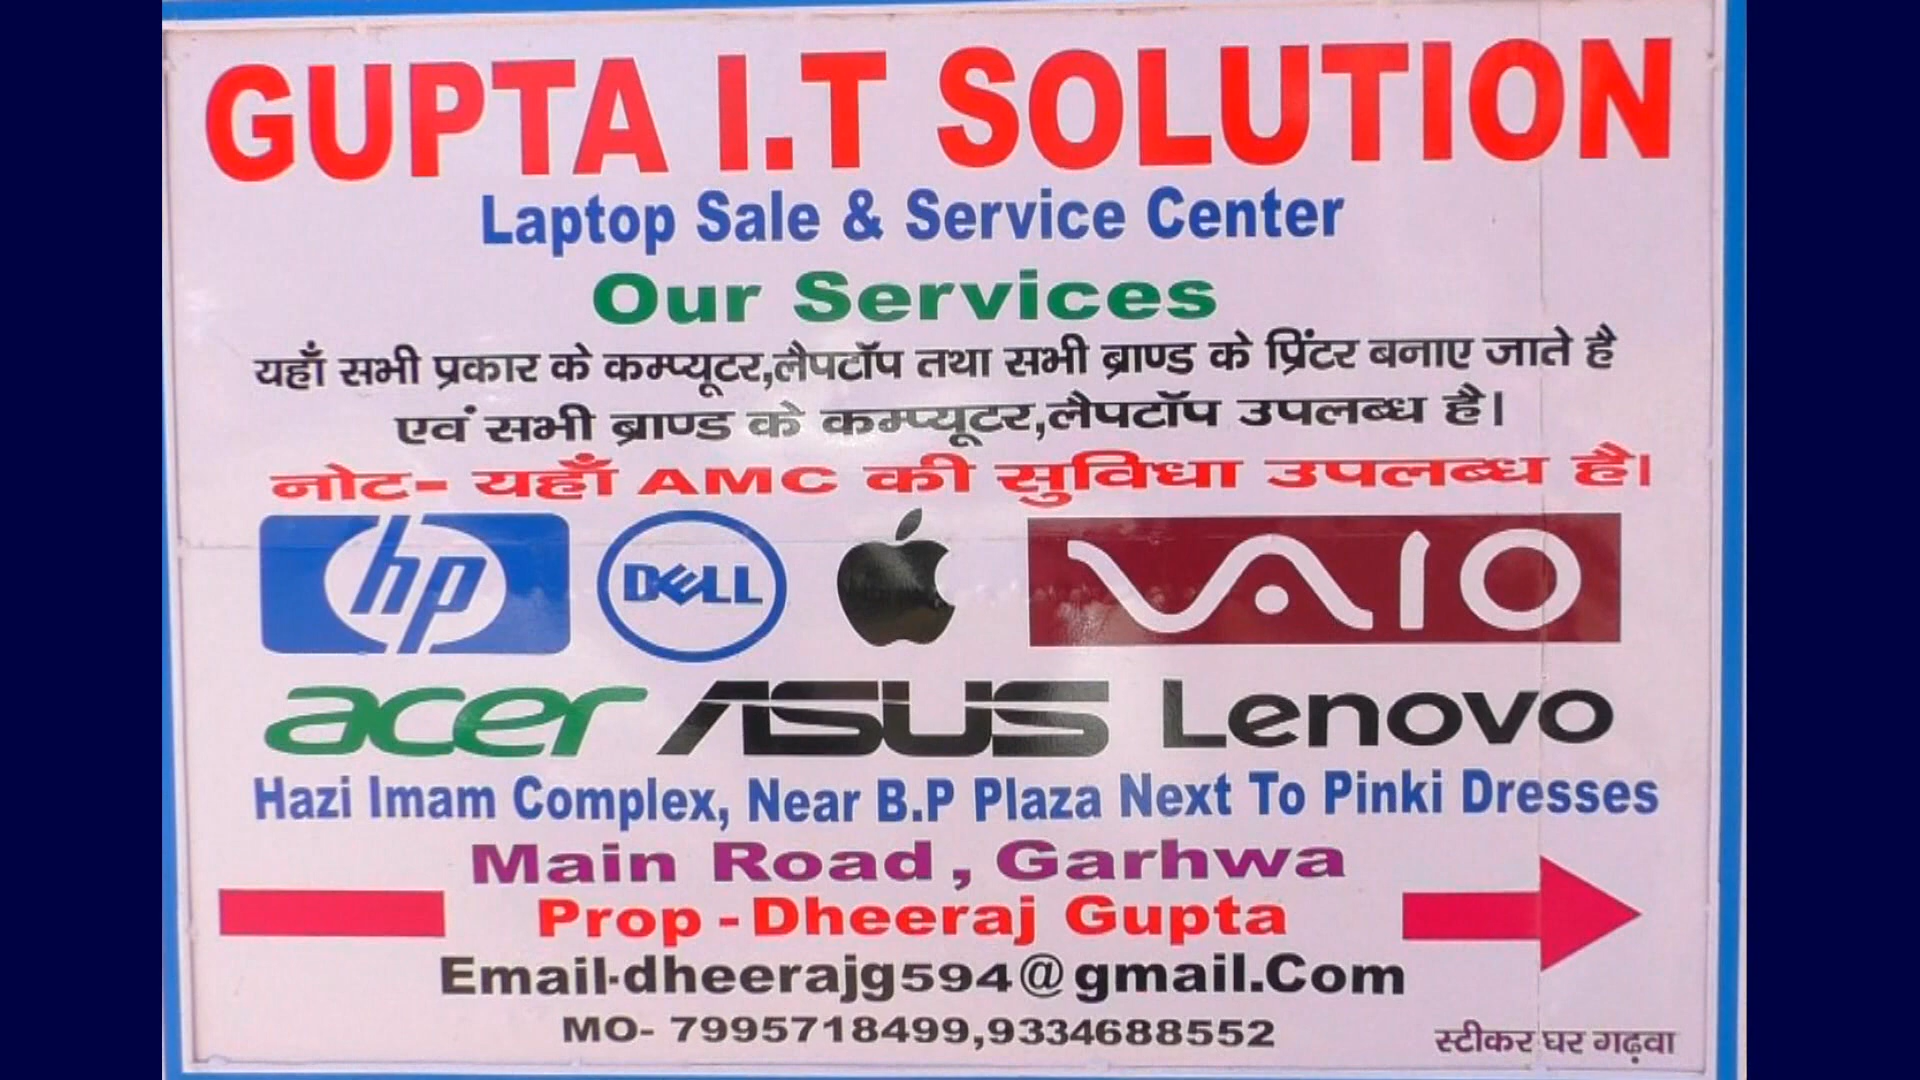 GUPTA I.T SOLUTION
Laptop Sale & Service Center
Our Services
यहाँ सभी प्रकार के कम्प्यूटर,लैपटॉप तथा सभी ब्राण्ड के प्रिंटर बनाए जाते है
एवं सभी ब्राण्ड के कम्प्यूटर,लैपटॉप उपलब्ध है।
नोट- यहाँ AMC की सुविधा उपलब्ध है।
hp DELL VAIO
acer ASUS Lenovo
Hazi Imam Complex, Near B.P Plaza Next To Pinki Dresses
Main Road, Garhwa
Prop - Dheeraj Gupta
Email-dheerajg594@gmail.Com
MO- 7995718499,9334688552
स्टीकर घर गढ़वा